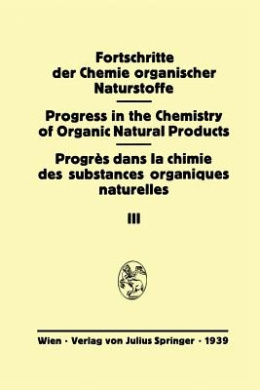 Fortschritte
der Chemie organischer
Naturstoffe
Progress in the Chemistry
of Organic Natural Products
Progrès dans la chimie
des substances organiques
naturelles
III
Wien · Verlag von Julius Springer · 1939